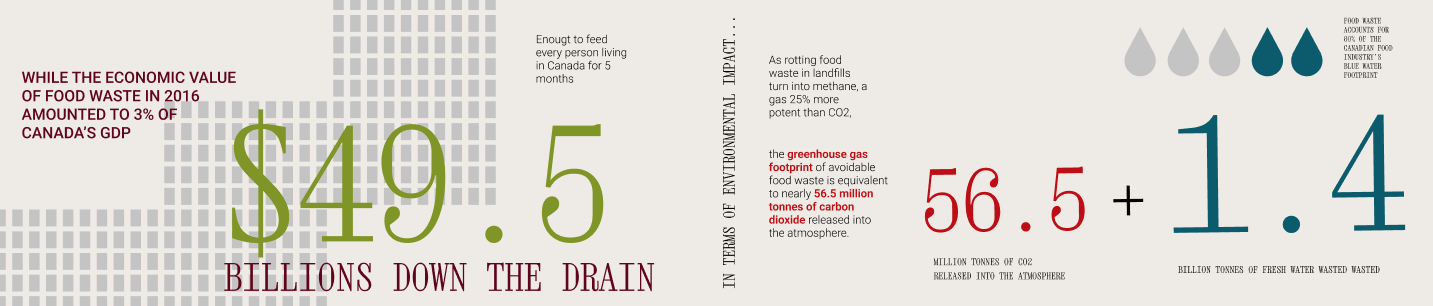 WHILE THE ECONOMIC VALUE
OF FOOD WASTE IN 2016
AMOUNTED TO 3% OF
CANADA'S GDP
Enougt to feed
every person living
in Canada for 5
months
$49.5
BILLIONS DOWN THE DRAIN
IN TERMS OF ENVIRONMENTAL IMPACT...
As rotting food
waste in landfills
turn into methane, a
gas 25% more
potent than CO2,
the greenhouse gas
footprint of avoidable
food waste is equivalent
to nearly 56.5 million
tonnes of carbon
dioxide released into
the atmosphere.
56.5
MILLION TONNES OF CO2
RELEASED INTO THE ATMOSPHERE
+
FOOD WASTE
ACCOUNTS FOR
60% OF THE
CANADIAN FOOD
INDUSTRY'S
BLUE WATER
FOOTPRINT
1.4
BILLION TONNES OF FRESH WATER WASTED WASTED